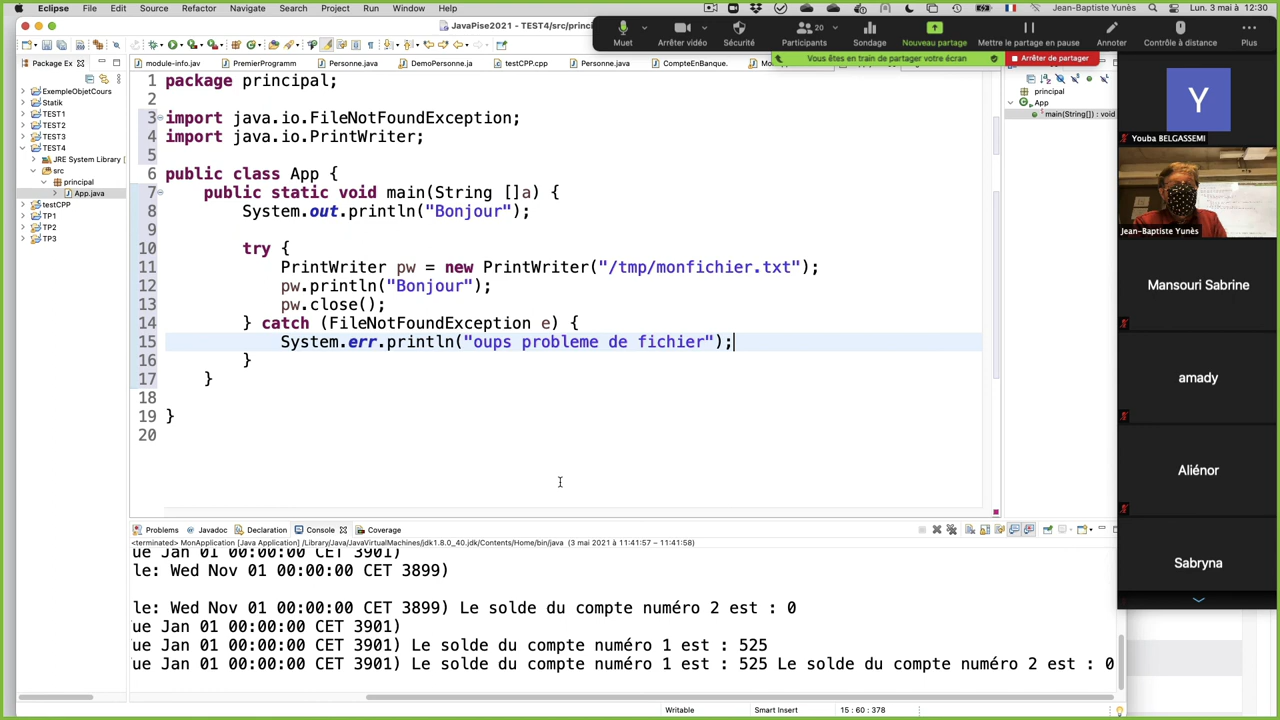 Eclipse File Edit Source Refactor Navigate Search Project Run Window Help Jean-Baptiste Yunès Lun. 3 mai à 12:30
JavaPise2021 - TEST4/src/princi
Muet Arrêter vidéo Sécurité Participants 20 Sondage Nouveau partage Mettre le partage en pause Annoter Contrôle à distance Plus
Vous êtes en train de partager votre écran Arrêter de partager
Package Ex
module-info.jav PremierProgramm Personne.java DemoPersonne.ja testCPP.cpp Personne.java CompteEnBanque.
ExempleObjetCours
Statik
TEST1
TEST2
TEST3
TEST4
JRE System Library
src
principal
App.java
testCPP
TP1
TP2
TP3
1 package principal;
2
3 import java.io.FileNotFoundException;
4 import java.io.PrintWriter;
5
6 public class App {
7 public static void main(String []a) {
8 System.out.println("Bonjour");
9
10 try {
11 PrintWriter pw = new PrintWriter("/tmp/monfichier.txt");
12 pw.println("Bonjour");
13 pw.close();
14 } catch (FileNotFoundException e) {
15 System.err.println("oups probleme de fichier");
16 }
17 }
18
19 }
20
principal
App
main(String[]) : void
Y
Youba BELGASSEMI
Jean-Baptiste Yunès
Mansouri Sabrine
amady
Aliénor
Sabryna
Problems Javadoc Declaration Console Coverage
<terminated> MonApplication [Java Application] /Library/Java/JavaVirtualMachines/jdk1.8.0_40.jdk/Contents/Home/bin/java (3 mai 2021 à 11:41:57 – 11:41:58)
ue Jan 01 00:00:00 CET 3901)
le: Wed Nov 01 00:00:00 CET 3899)
le: Wed Nov 01 00:00:00 CET 3899) Le solde du compte numéro 2 est : 0
ue Jan 01 00:00:00 CET 3901)
ue Jan 01 00:00:00 CET 3901) Le solde du compte numéro 1 est : 525
ue Jan 01 00:00:00 CET 3901) Le solde du compte numéro 1 est : 525 Le solde du compte numéro 2 est : 0
Writable Smart Insert 15 : 60 : 378